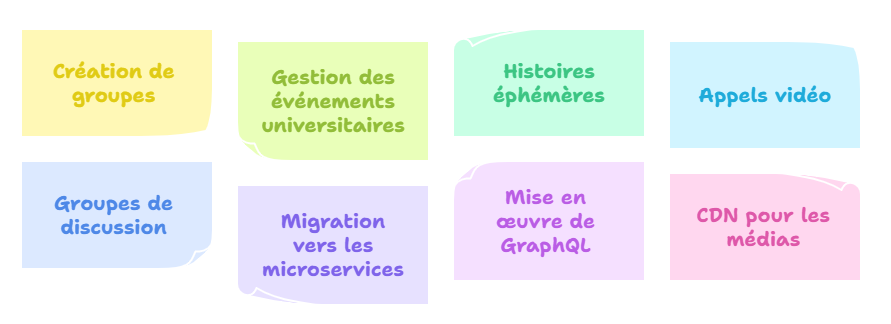 Création de
groupes
Gestion des
événements
universitaires
Histoires
éphémères
Appels vidéo
Groupes de
discussion
Migration
vers les
microservices
Mise en
œuvre de
GraphQL
CDN pour les
médias